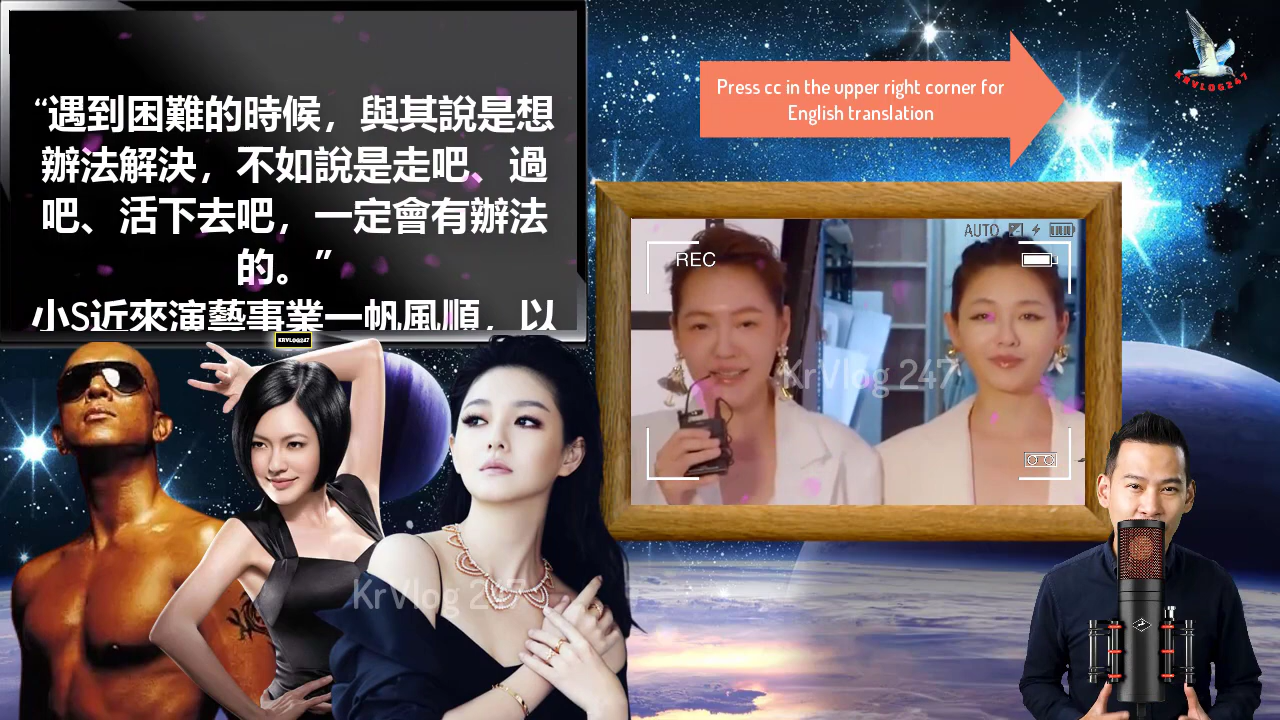 “遇到困難的時候，與其說是想
辦法解決，不如說是走吧、過
吧、活下去吧，一定會有辦法
的。”
小S近來演藝事業一帆風順，以
KRVLOG247
Press cc in the upper right corner for
English translation
KRVLOG247
AUTO
REC
KrVlog 247
KrVlog 247